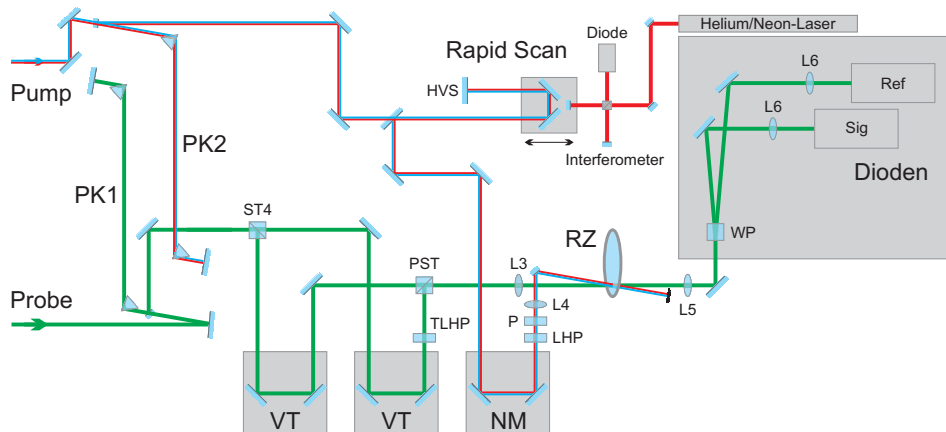 Helium/Neon-Laser
Diode
Rapid Scan
L6
Ref
HVS
Pump
L6
Sig
PK2
Interferometer
Dioden
PK1
ST4
WP
RZ
PST
L3
Probe
L4
L5
P
TLHP
LHP
VT
VT
NM